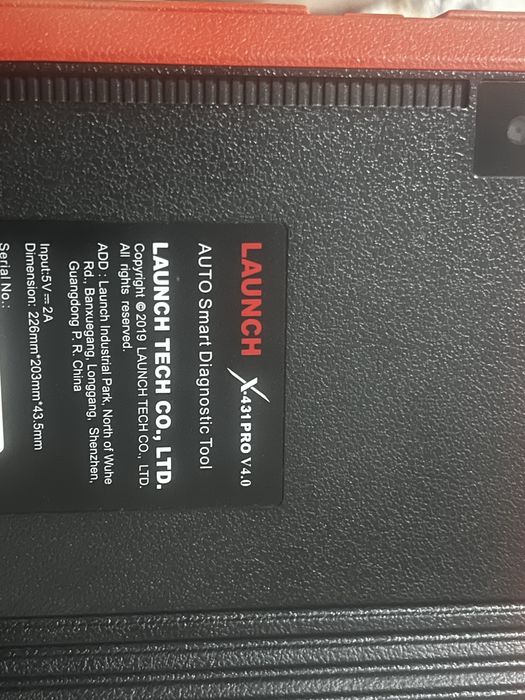 LAUNCH X-431 PRO V4.0
AUTO Smart Diagnostic Tool
LAUNCH TECH CO., LTD.
Copyright © 2019 LAUNCH TECH CO., LTD.
All rights reserved.
ADD : Launch Industrial Park, North of Wuhe
Rd., Banxuegang, Longgang, Shenzhen,
Guangdong P. R. China
Input:5V⎓2A
Dimension: 226mm*203mm*43.5mm
Serial No.: